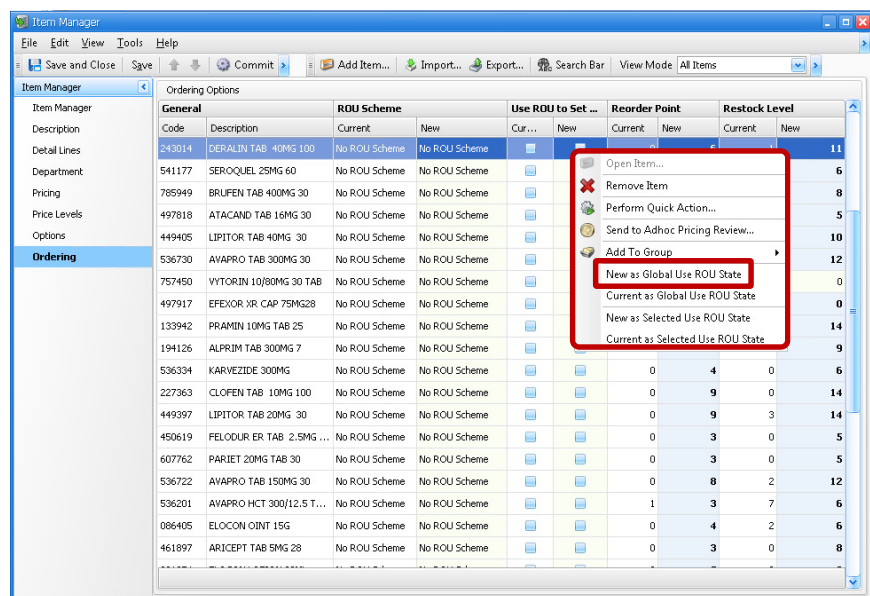 Item Manager
File Edit View Tools Help
Save and Close Save Commit Add Item... Import... Export... Search Bar View Mode All Items
Item Manager
Item Manager
Description
Detail Lines
Department
Pricing
Price Levels
Options
Ordering
Ordering Options
General ROU Scheme Use ROU to Set ... Reorder Point Restock Level
Code Description Current New Cur... New Current New Current New
243014 DERALIN TAB 40MG 100 No ROU Scheme No ROU Scheme 11
541177 SEROQUEL 25MG 60 No ROU Scheme No ROU Scheme 6
785949 BRUFEN TAB 400MG 30 No ROU Scheme No ROU Scheme 8
497818 ATACAND TAB 16MG 30 No ROU Scheme No ROU Scheme 5
449405 LIPITOR TAB 40MG 30 No ROU Scheme No ROU Scheme 10
536730 AVAPRO TAB 300MG 30 No ROU Scheme No ROU Scheme 12
757450 VYTORIN 10/80MG 30 TAB No ROU Scheme No ROU Scheme 0
497917 EFEXOR XR CAP 75MG28 No ROU Scheme No ROU Scheme 0
133942 PRAMIN 10MG TAB 25 No ROU Scheme No ROU Scheme 14
194126 ALPRIM TAB 300MG 7 No ROU Scheme No ROU Scheme 9
536334 KARVEZIDE 300MG No ROU Scheme No ROU Scheme 0 4 0 6
227363 CLOFEN TAB 10MG 100 No ROU Scheme No ROU Scheme 0 9 0 14
449397 LIPITOR TAB 20MG 30 No ROU Scheme No ROU Scheme 0 9 3 14
450619 FELODUR ER TAB 2.5MG ... No ROU Scheme No ROU Scheme 0 3 0 5
607762 PARIET 20MG TAB 30 No ROU Scheme No ROU Scheme 0 3 0 5
536722 AVAPRO TAB 150MG 30 No ROU Scheme No ROU Scheme 0 8 2 12
536201 AVAPRO HCT 300/12.5 T... No ROU Scheme No ROU Scheme 1 3 7 6
086405 ELOCON OINT 15G No ROU Scheme No ROU Scheme 0 4 2 6
461897 ARICEPT TAB 5MG 28 No ROU Scheme No ROU Scheme 0 3 0 8
Open Item...
Remove Item
Perform Quick Action...
Send to Adhoc Pricing Review...
Add To Group
New as Global Use ROU State
Current as Global Use ROU State
New as Selected Use ROU State
Current as Selected Use ROU State